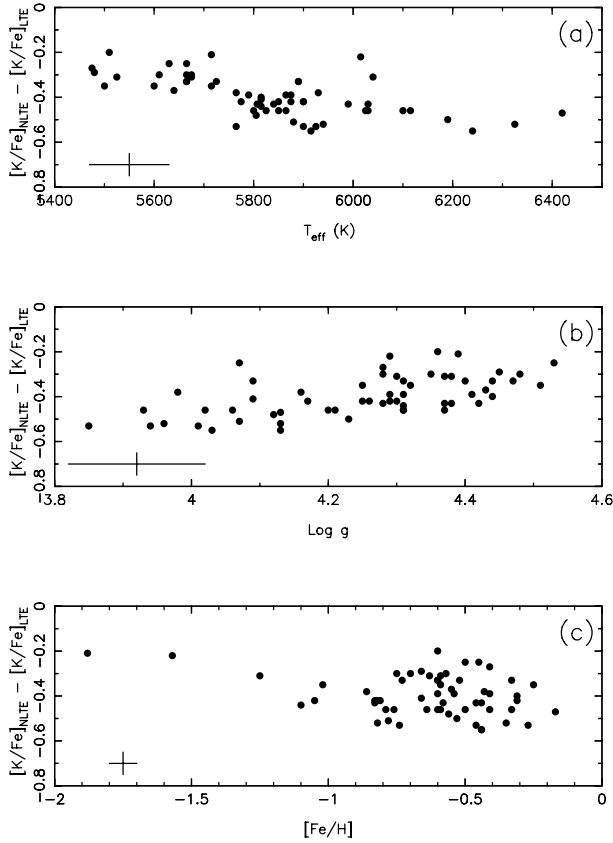 (a)
[K/Fe]NLTE − [K/Fe]LTE
0
−0.2
−0.4
−0.6
−0.8
5400 5600 5800 6000 6200 6400
Teff (K)
(b)
[K/Fe]NLTE − [K/Fe]LTE
0
−0.2
−0.4
−0.6
−0.8
3.8 4 4.2 4.4 4.6
Log g
(c)
[K/Fe]NLTE − [K/Fe]LTE
0
−0.2
−0.4
−0.6
−0.8
−2 −1.5 −1 −0.5 0
[Fe/H]